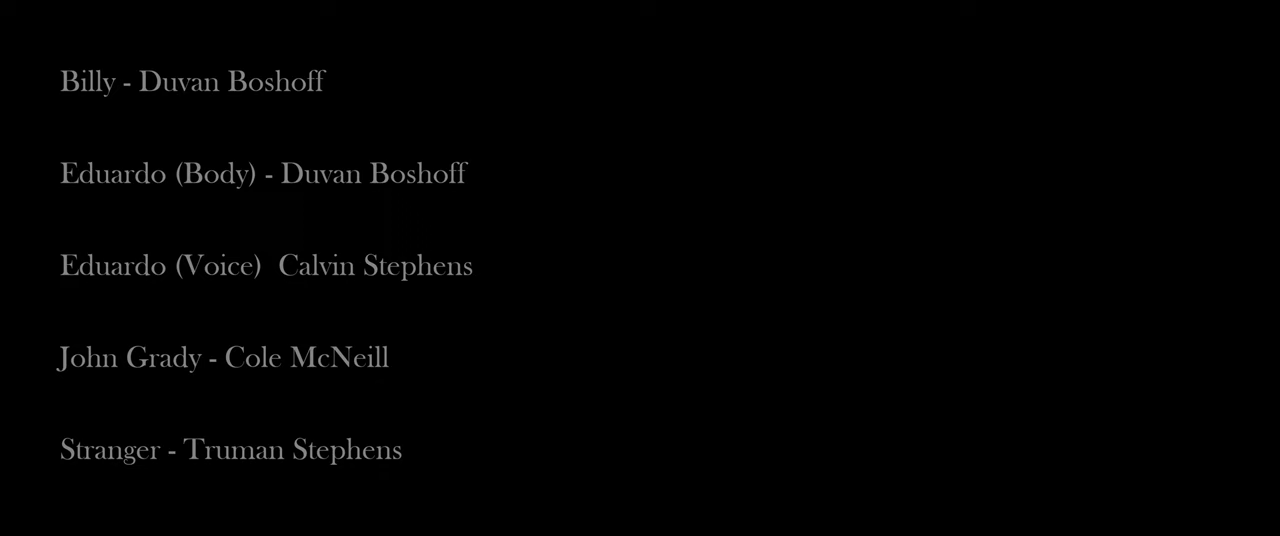 Billy - Duvan Boshoff
Eduardo (Body) - Duvan Boshoff
Eduardo (Voice)  Calvin Stephens
John Grady - Cole McNeill
Stranger - Truman Stephens